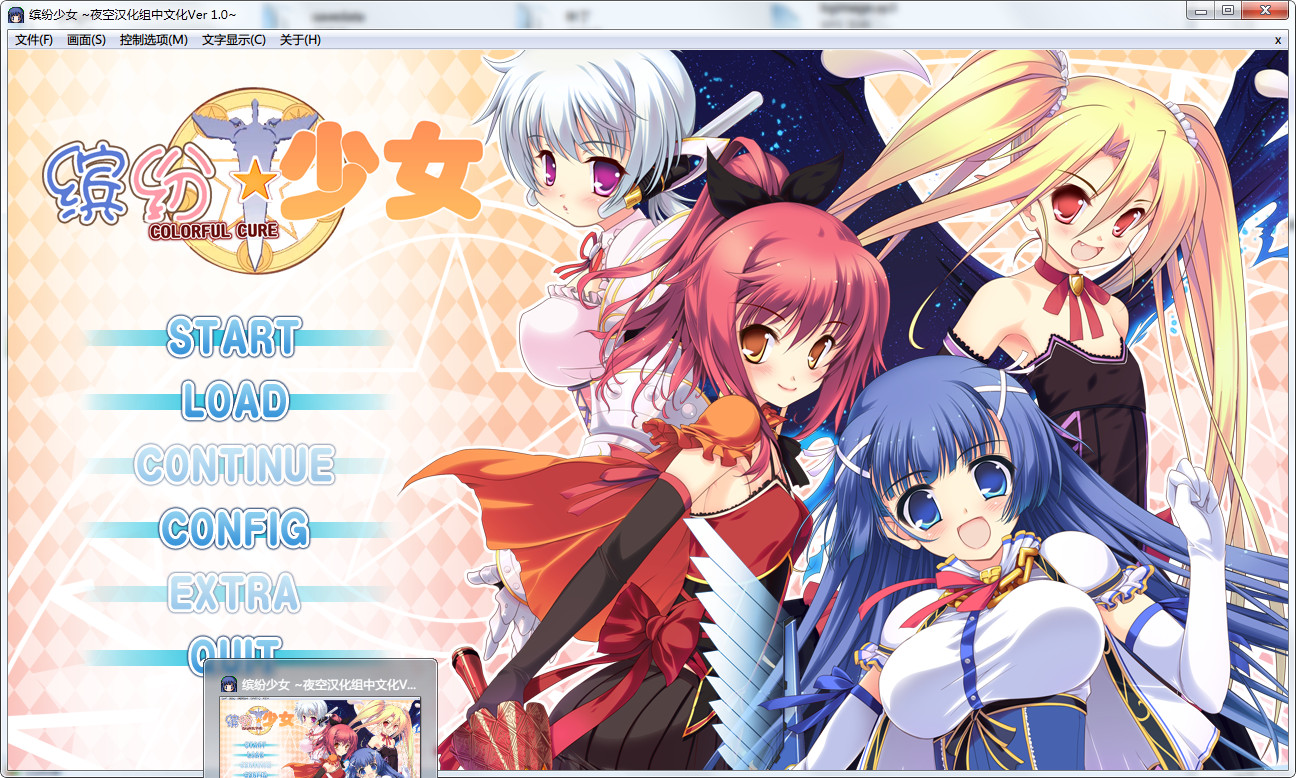 缤纷少女 ~夜空汉化组中文化Ver 1.0~
文件(F) 画面(S) 控制选项(M) 文字显示(C) 关于(H) x
缤纷少女
COLORFUL CURE
START
LOAD
CONTINUE
CONFIG
EXTRA
QUIT
缤纷少女 ~夜空汉化组中文化V...